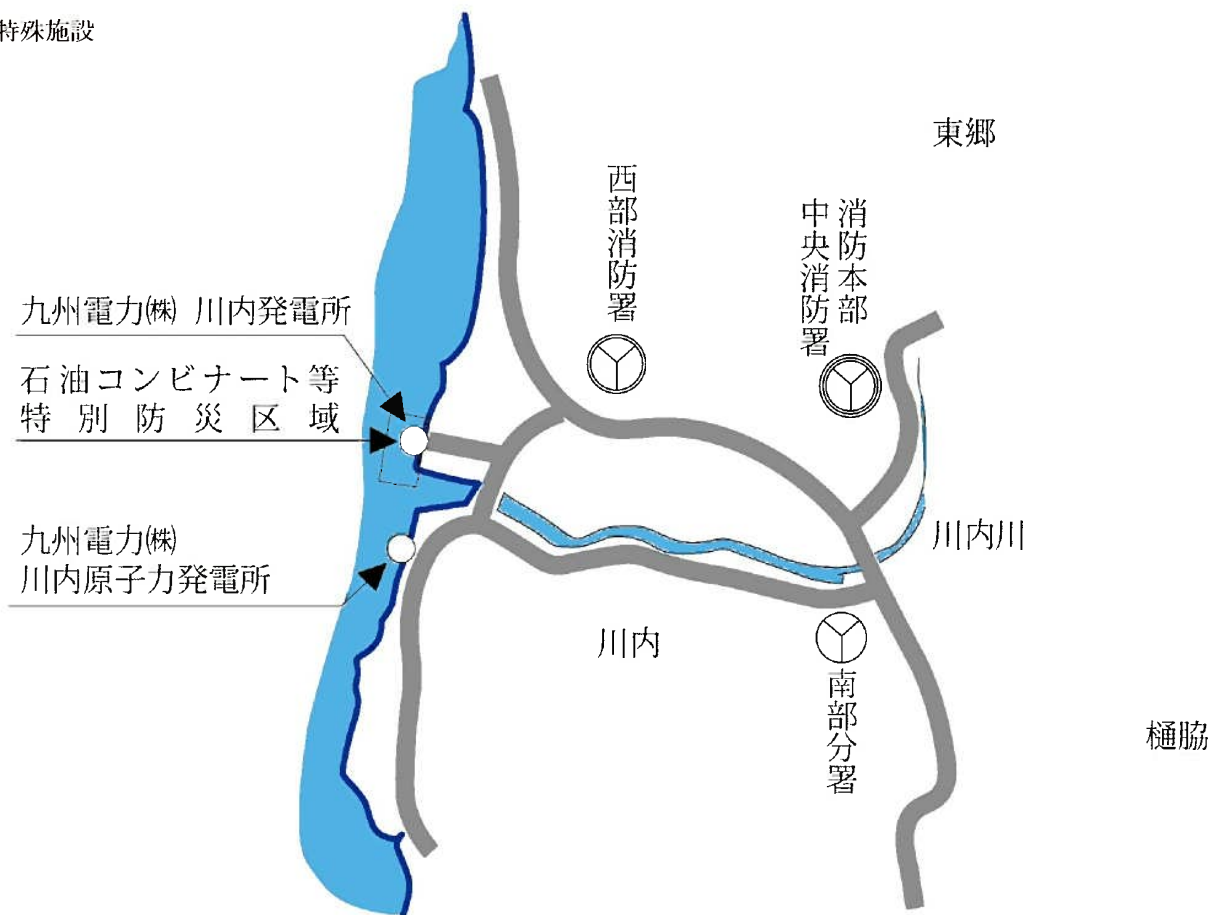 特殊施設
東郷
西部消防署
消防本部
中央消防署
九州電力㈱ 川内発電所
石油コンビナート等
特別防災区域
九州電力㈱
川内原子力発電所
川内川
川内
南部分署
樋脇